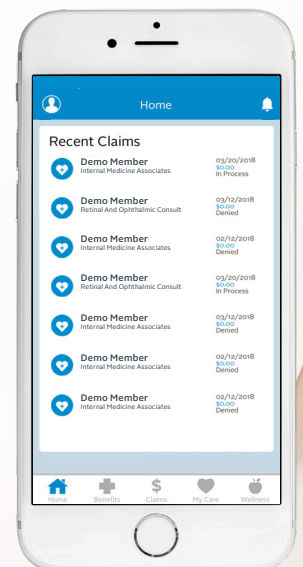 Home
Recent Claims
Demo Member 03/20/2018
Internal Medicine Associates $0.00
In Process
Demo Member 03/12/2018
Retinal And Ophthalmic Consult $0.00
Denied
Demo Member 02/12/2018
Internal Medicine Associates $0.00
Denied
Demo Member 03/20/2018
Retinal And Ophthalmic Consult $0.00
In Process
Demo Member 03/12/2018
Internal Medicine Associates $0.00
Denied
Demo Member 02/12/2018
Internal Medicine Associates $0.00
Denied
Demo Member 02/12/2018
Internal Medicine Associates $0.00
Denied
Home Benefits Claims My Care Wellness